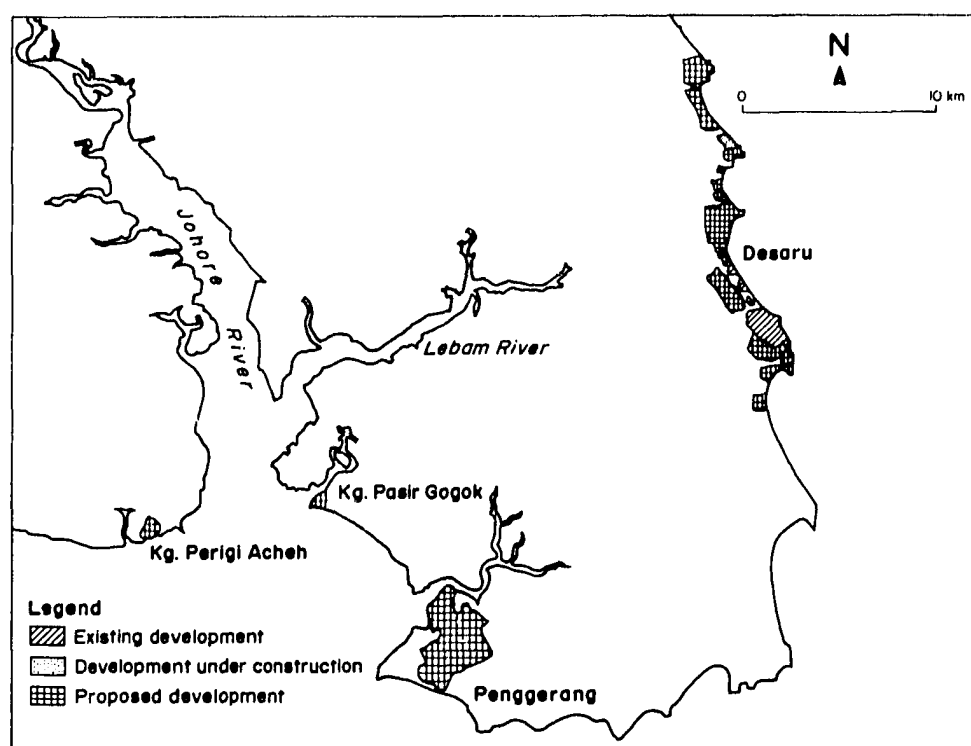 N
0 10 km
Johore
River
Desaru
Lebam River
Kg. Pasir Gogok
Kg. Perigi Acheh
Legend
Existing development
Development under construction
Proposed development
Penggerang